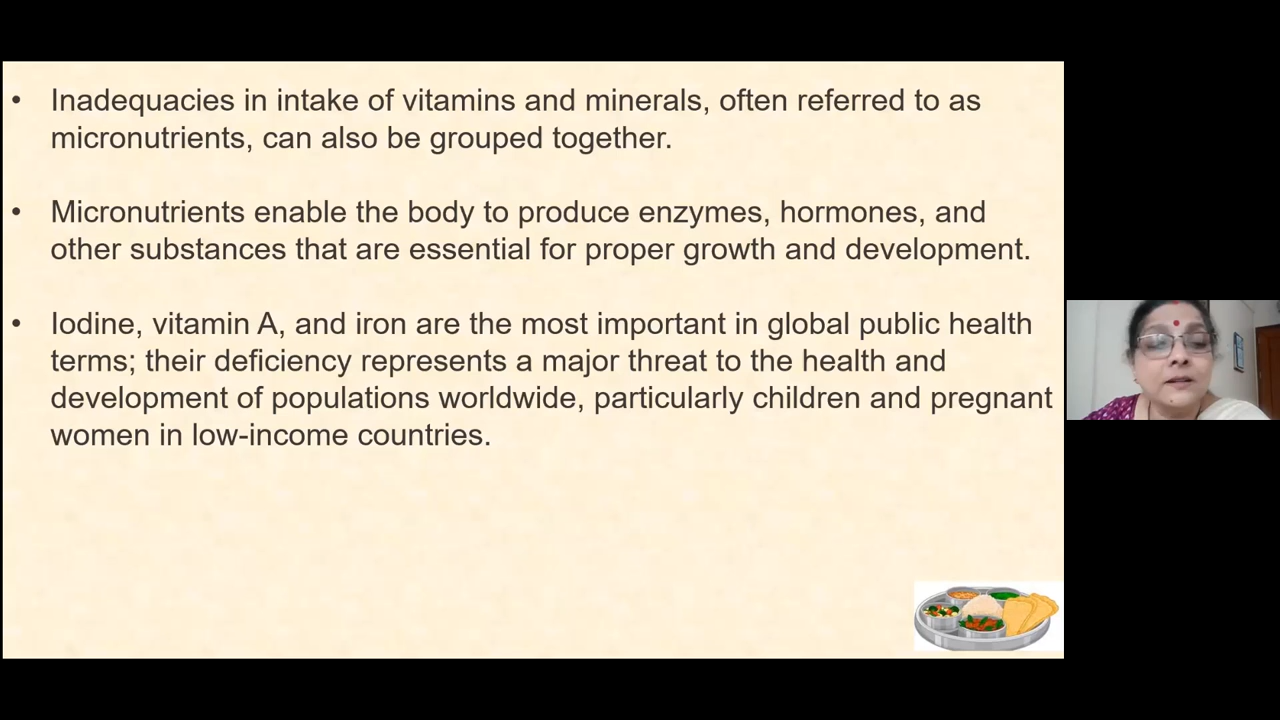 • Inadequacies in intake of vitamins and minerals, often referred to as
micronutrients, can also be grouped together.
• Micronutrients enable the body to produce enzymes, hormones, and
other substances that are essential for proper growth and development.
• Iodine, vitamin A, and iron are the most important in global public health
terms; their deficiency represents a major threat to the health and
development of populations worldwide, particularly children and pregnant
women in low-income countries.